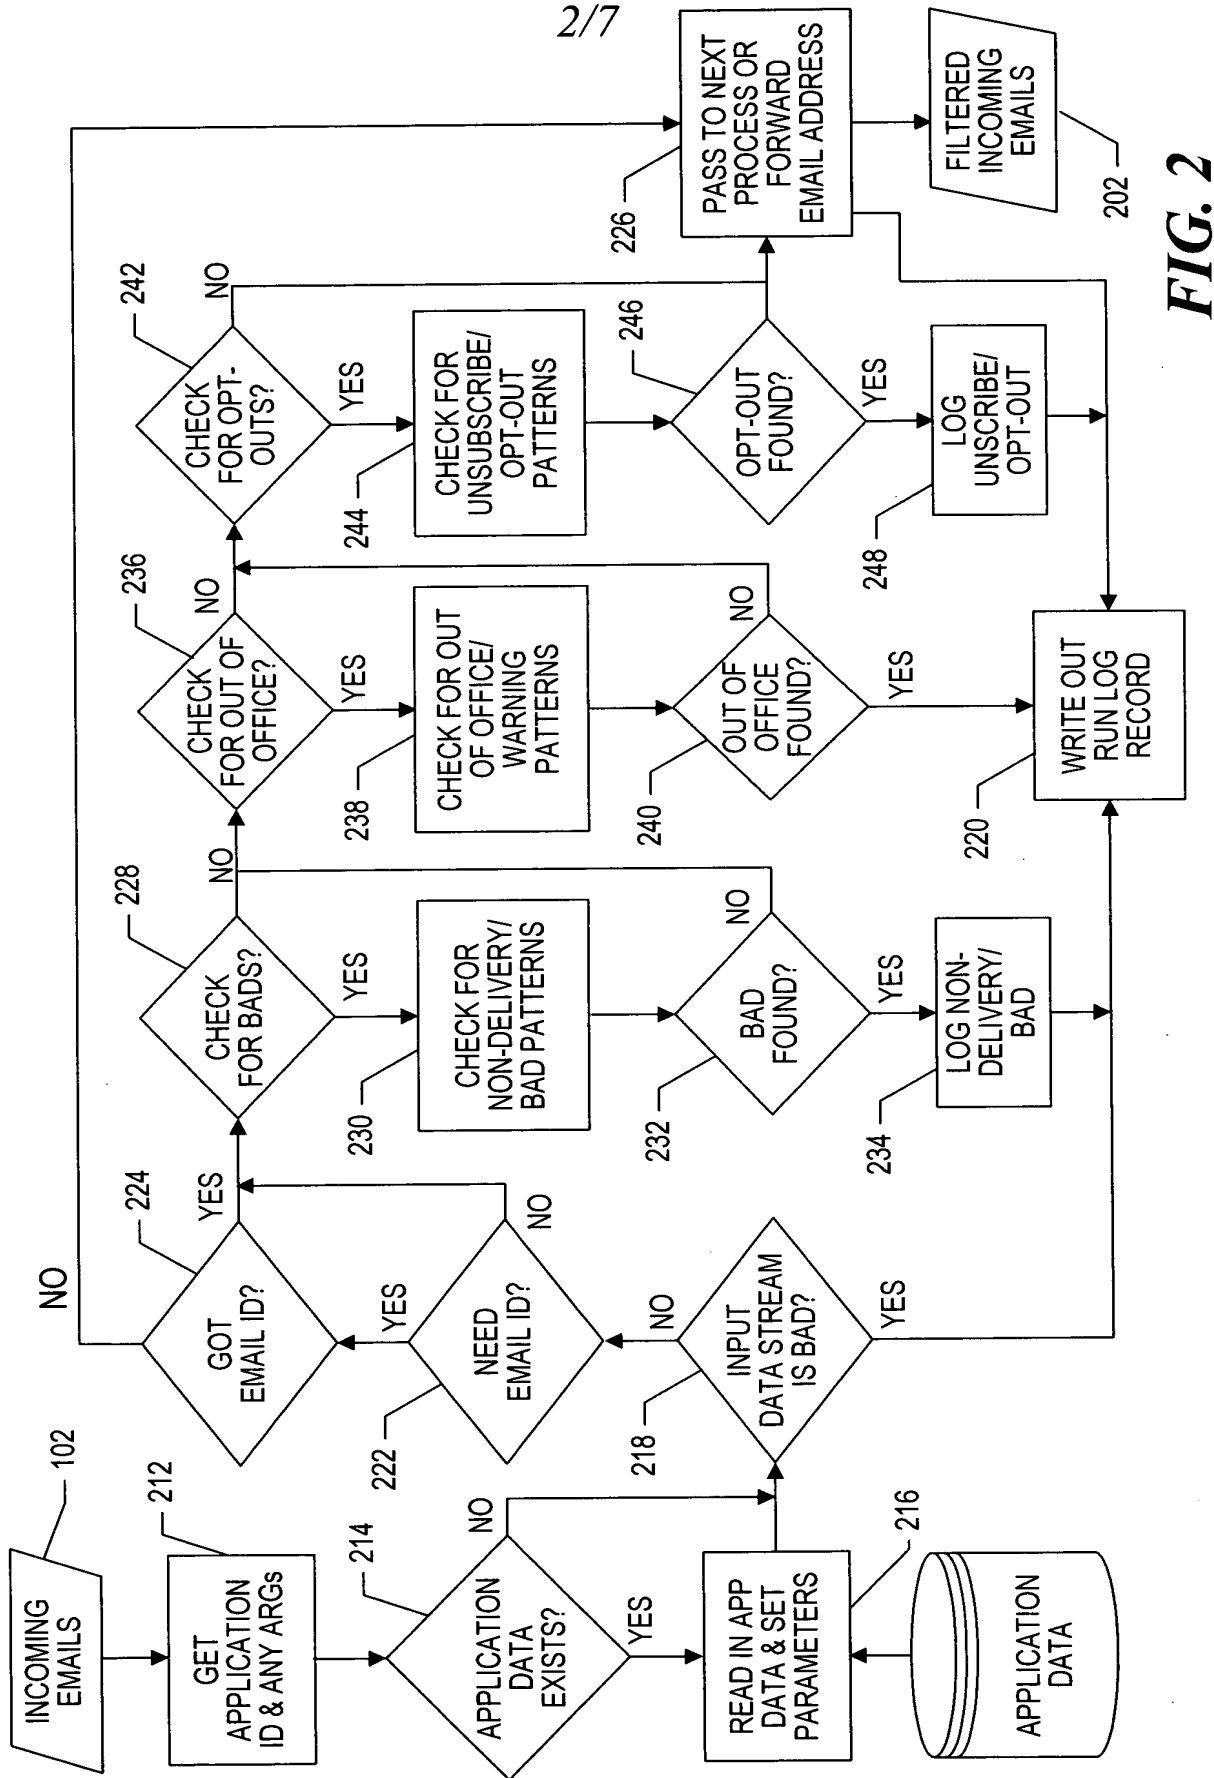 2/7
INCOMING
EMAILS
102
GET
APPLICATION
ID & ANY ARGs
212
APPLICATION
DATA
EXISTS?
214
NO
YES
READ IN APP
DATA & SET
PARAMETERS
216
APPLICATION
DATA
NO
GOT
EMAIL ID?
224
YES
YES
NEED
EMAIL ID?
222
NO
NO
INPUT
DATA STREAM
IS BAD?
218
YES
CHECK
FOR BADS?
228
NO
YES
CHECK FOR
NON-DELIVERY/
BAD PATTERNS
230
BAD
FOUND?
232
NO
YES
LOG NON-
DELIVERY/
BAD
234
CHECK
FOR OUT OF
OFFICE?
236
NO
YES
CHECK FOR OUT
OF OFFICE/
WARNING
PATTERNS
238
OUT OF
OFFICE
FOUND?
240
NO
YES
WRITE OUT
RUN LOG
RECORD
220
CHECK
FOR OPT-
OUTS?
242
NO
YES
CHECK FOR
UNSUBSCRIBE/
OPT-OUT
PATTERNS
244
OPT-OUT
FOUND?
246
YES
LOG
UNSCRIBE/
OPT-OUT
248
PASS TO NEXT
PROCESS OR
FORWARD
EMAIL ADDRESS
226
FILTERED
INCOMING
EMAILS
202
FIG. 2